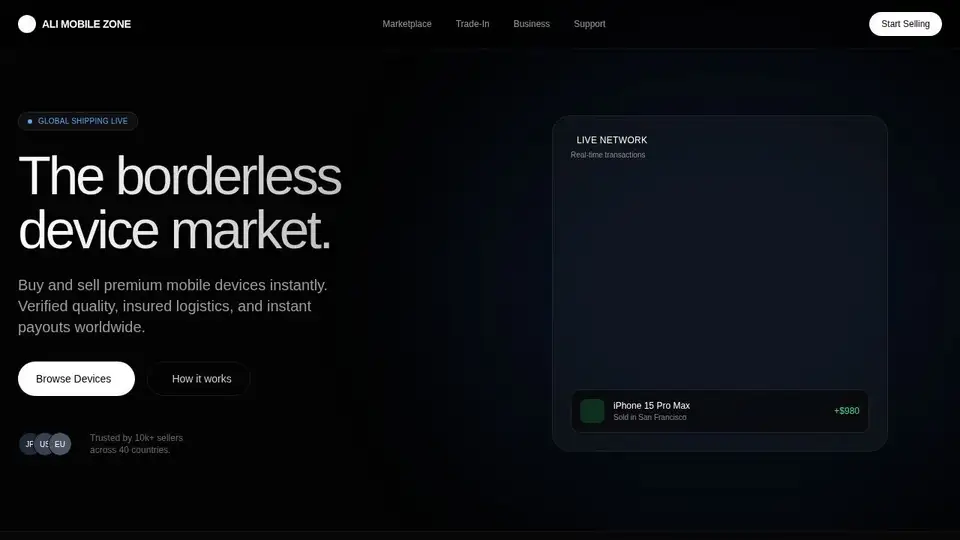 ALI MOBILE ZONE
Marketplace
Trade-In
Business
Support
Start Selling
GLOBAL SHIPPING LIVE
The borderless
device market.
Buy and sell premium mobile devices instantly.
Verified quality, insured logistics, and instant
payouts worldwide.
Browse Devices
How it works
EU
Trusted by 10k+ sellers
across 40 countries.
LIVE NETWORK
Real-time transactions
iPhone 15 Pro Max
Sold in San Francisco
+$980